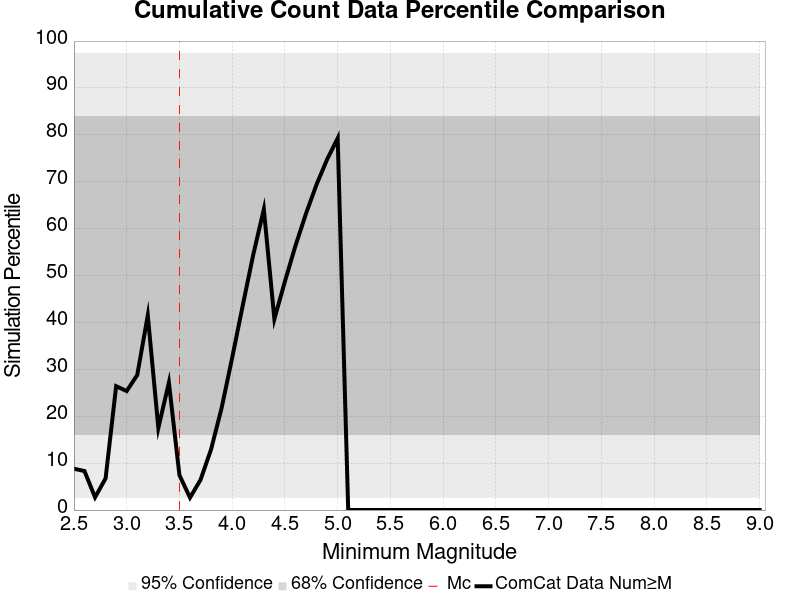 Cumulative Count Data Percentile Comparison
100
90
80
70
60
50
40
30
20
10
0
Simulation Percentile
2.5 3.0 3.5 4.0 4.5 5.0 5.5 6.0 6.5 7.0 7.5 8.0 8.5 9.0
Minimum Magnitude
95% Confidence 68% Confidence Mc ComCat Data Num≥M